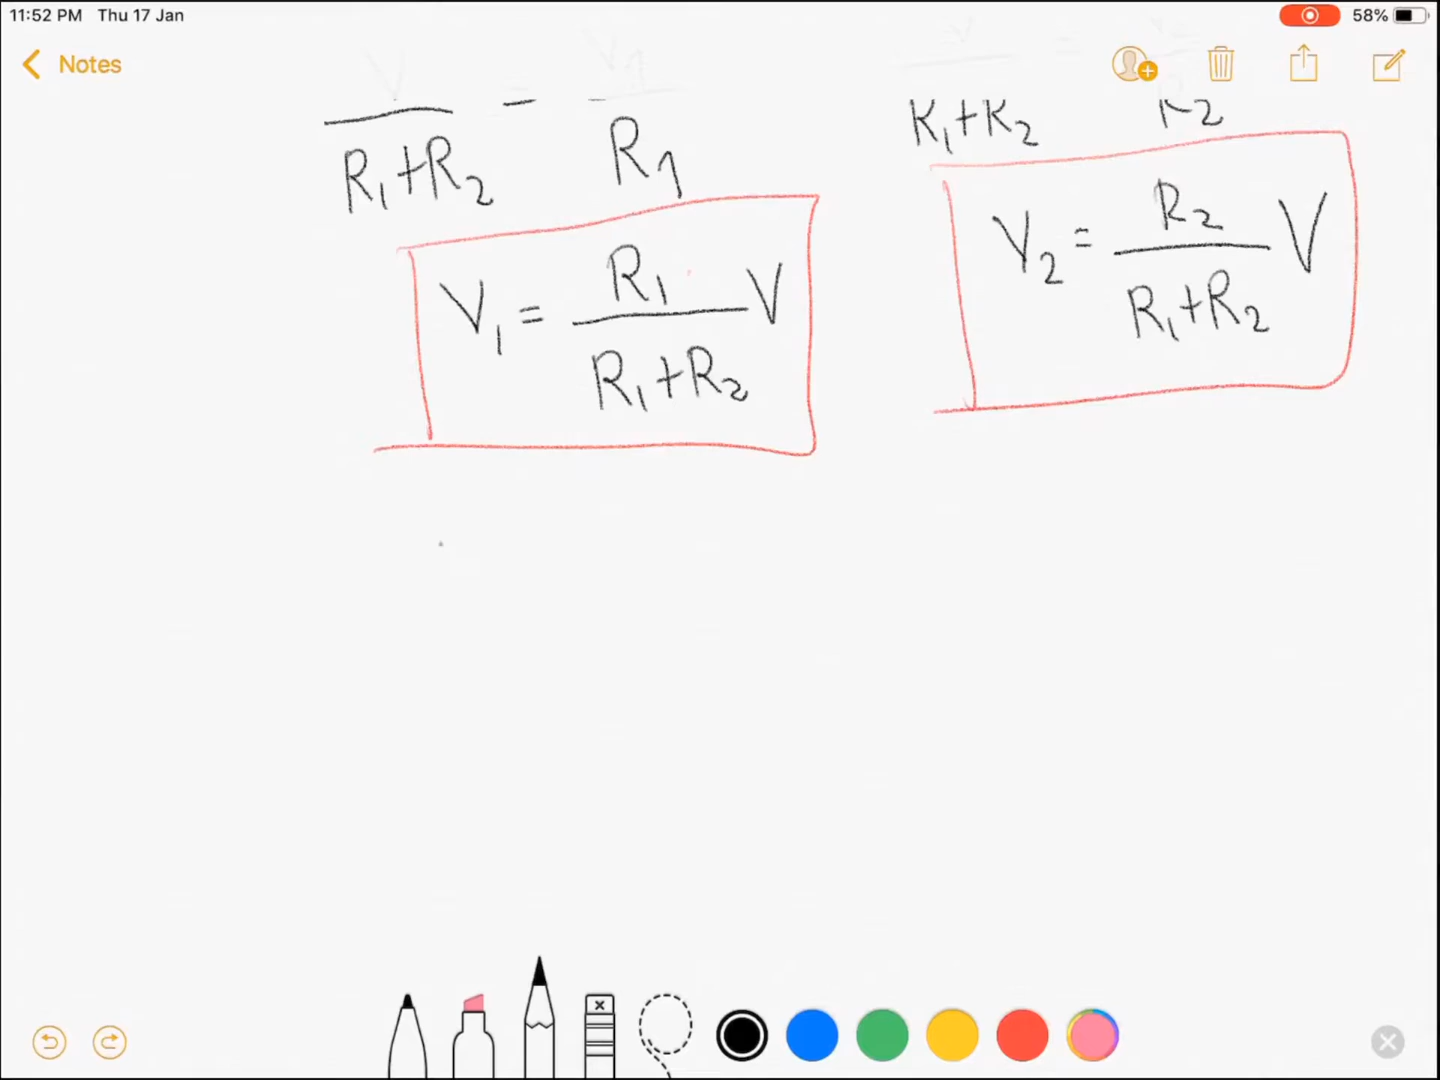 11:52 PM Thu 17 Jan
58%
Notes
V / (R₁+R₂) = V1 / R1
V₁ = R₁ / (R₁+R₂) V
R₁+R₂
R₂
V₂ = R₂ / (R₁+R₂) V